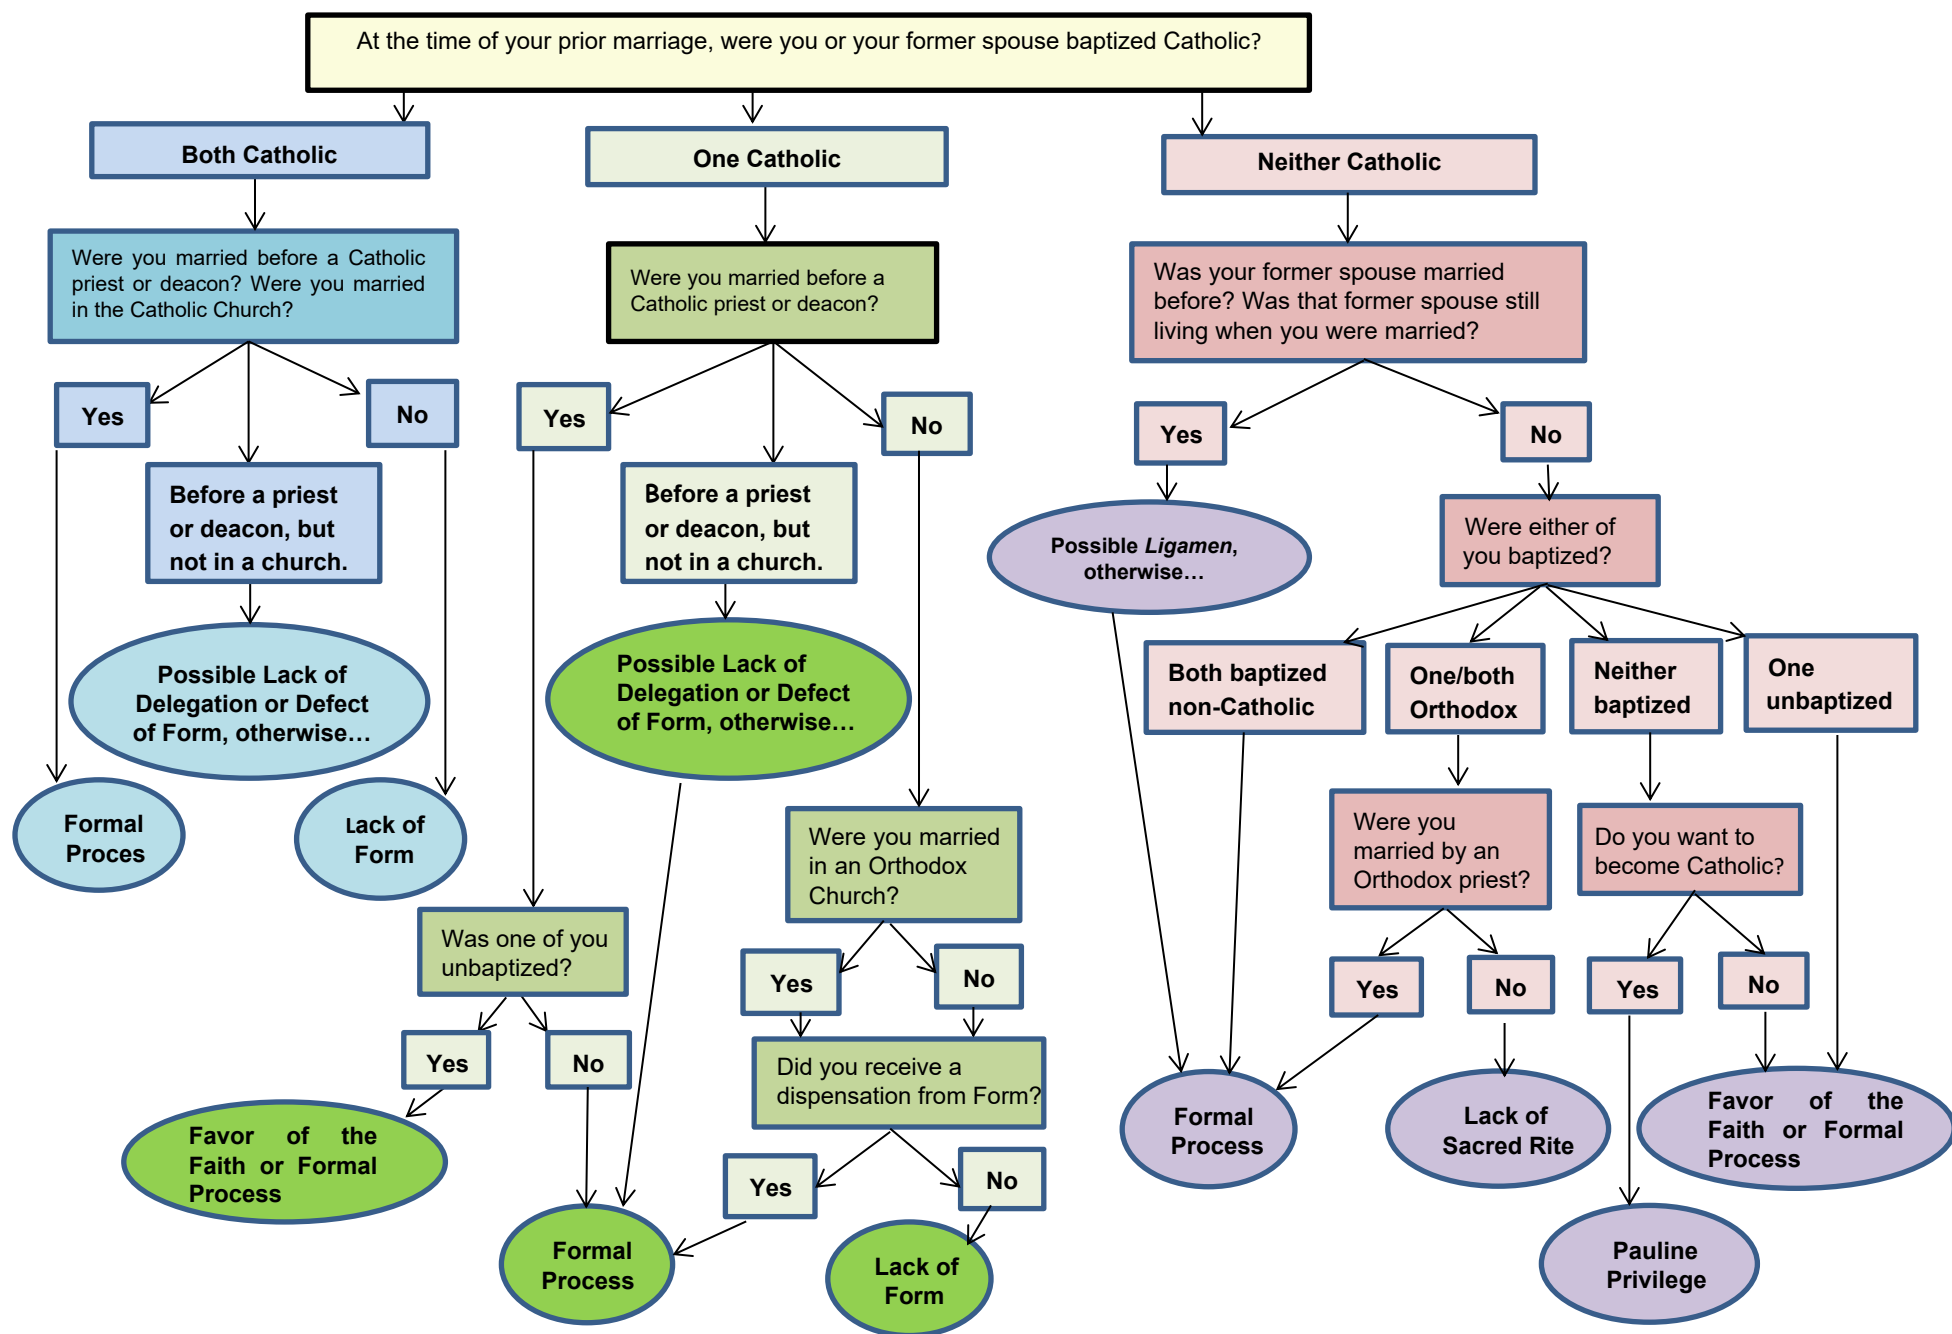 At the time of your prior marriage, were you or your former spouse baptized Catholic?
Both Catholic
One Catholic
Neither Catholic
Were you married before a Catholic
priest or deacon? Were you married
in the Catholic Church?
Were you married before a
Catholic priest or deacon?
Was your former spouse married
before? Was that former spouse still
living when you were married?
Yes
No
Yes
No
Yes
No
Before a priest
or deacon, but
not in a church.
Before a priest
or deacon, but
not in a church.
Possible Ligamen,
otherwise…
Were either of
you baptized?
Possible Lack of
Delegation or Defect
of Form, otherwise…
Possible Lack of
Delegation or Defect
of Form, otherwise…
Both baptized
non-Catholic
One/both
Orthodox
Neither
baptized
One
unbaptized
Formal
Proces
Lack of
Form
Were you married
in an Orthodox
Church?
Were you
married by an
Orthodox priest?
Do you want to
become Catholic?
Was one of you
unbaptized?
Yes
No
Yes
No
Yes
No
Yes
No
Did you receive a
dispensation from Form?
Favor of the
Faith or Formal
Process
Formal
Process
Lack of
Sacred Rite
Favor of the
Faith or Formal
Process
Yes
No
Formal
Process
Lack of
Form
Pauline
Privilege